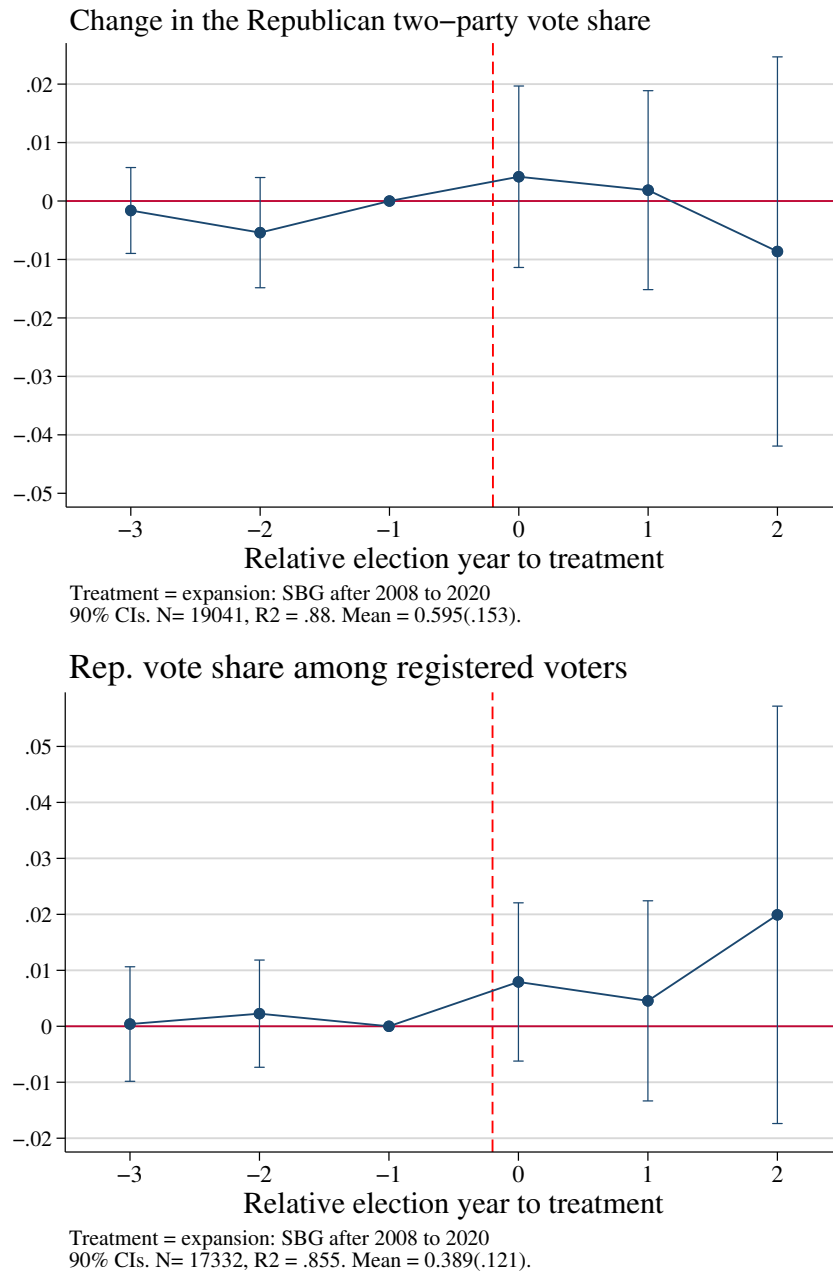 Change in the Republican two−party vote share
.02
.01
0
−.01
−.02
−.03
−.04
−.05
−3 −2 −1 0 1 2
Relative election year to treatment
Treatment = expansion: SBG after 2008 to 2020
90% CIs. N= 19041, R2 = .88. Mean = 0.595(.153).
Rep. vote share among registered voters
.05
.04
.03
.02
.01
0
−.01
−.02
−3 −2 −1 0 1 2
Relative election year to treatment
Treatment = expansion: SBG after 2008 to 2020
90% CIs. N= 17332, R2 = .855. Mean = 0.389(.121).